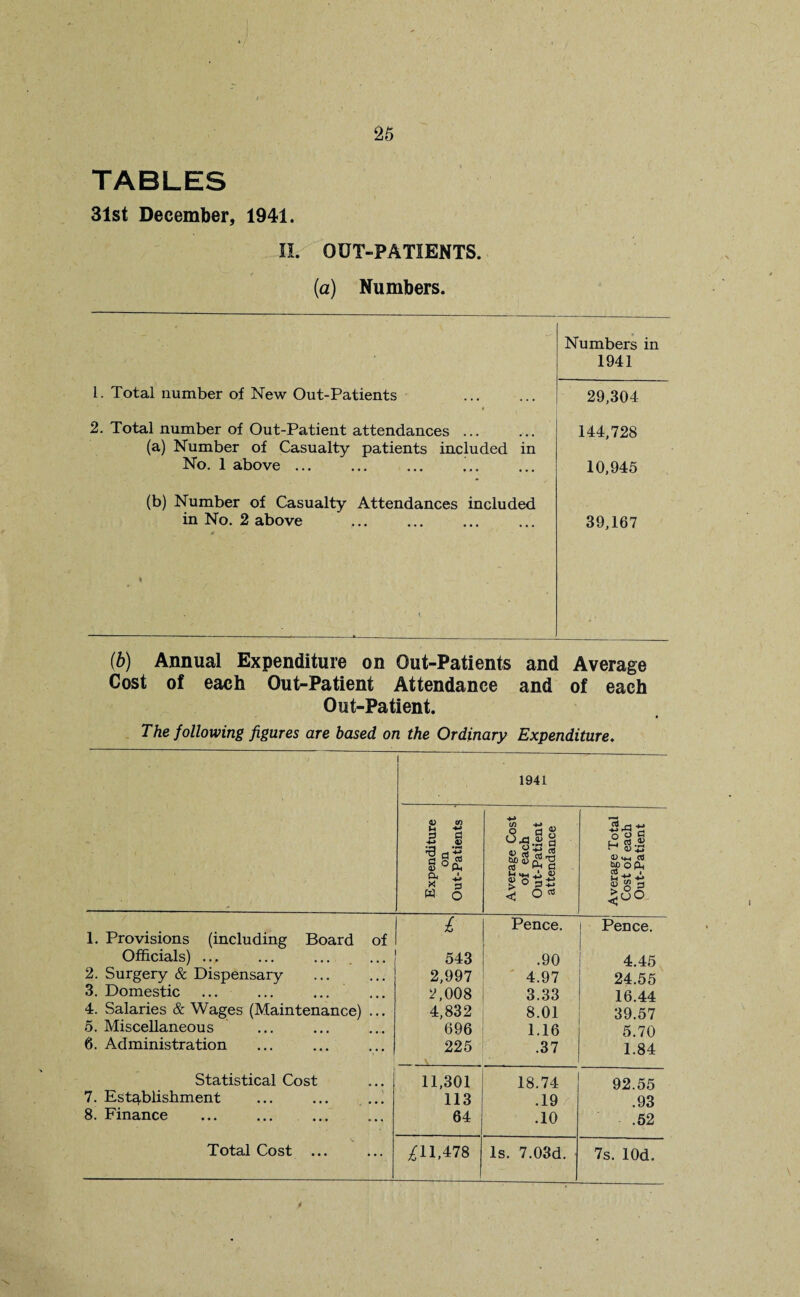 25
TABLES
31st December, 1941.
II. OUT-PATIENTS.
(a) Numbers.
Numbers in
1941
1. Total number of New Out-Patients ... ... 29,304
2. Total number of Out-Patient attendances ... ... 144,728
(a) Number of Casualty patients included in
No. 1 above ... ... ... ... ... 10,945
(b) Number of Casualty Attendances included
in No. 2 above ... ... ... ... 39,167
(b) Annual Expenditure on Out-Patients and Average
Cost of each Out-Patient Attendance and of each
Out-Patient.
The following figures are based on the Ordinary Expenditure.
1941
Expenditure
on
Out-Patients
Average Cost
of each
Out-Patient
attendance
Average Total
Cost of each
Out-Patient
£ Pence. Pence.
1. Provisions (including Board of
Officials) ... ... ... ... 543 .90 4.45
2. Surgery & Dispensary ... ... 2,997 4.97 24.55
3. Domestic ... ... ... ... 2,008 3.33 16.44
4. Salaries & Wages (Maintenance) ... 4,832 8.01 39.57
5. Miscellaneous ... ... ... 696 1.16 5.70
6. Administration ... ... ... 225 .37 1.84
Statistical Cost ... 11,301 18.74 92.55
7. Establishment ... ... ... 113 .19 .93
8. Finance ... ... ... ... 64 .10 .52
Total Cost ... ... £11,478 1s. 7.03d. 7s. 10d.